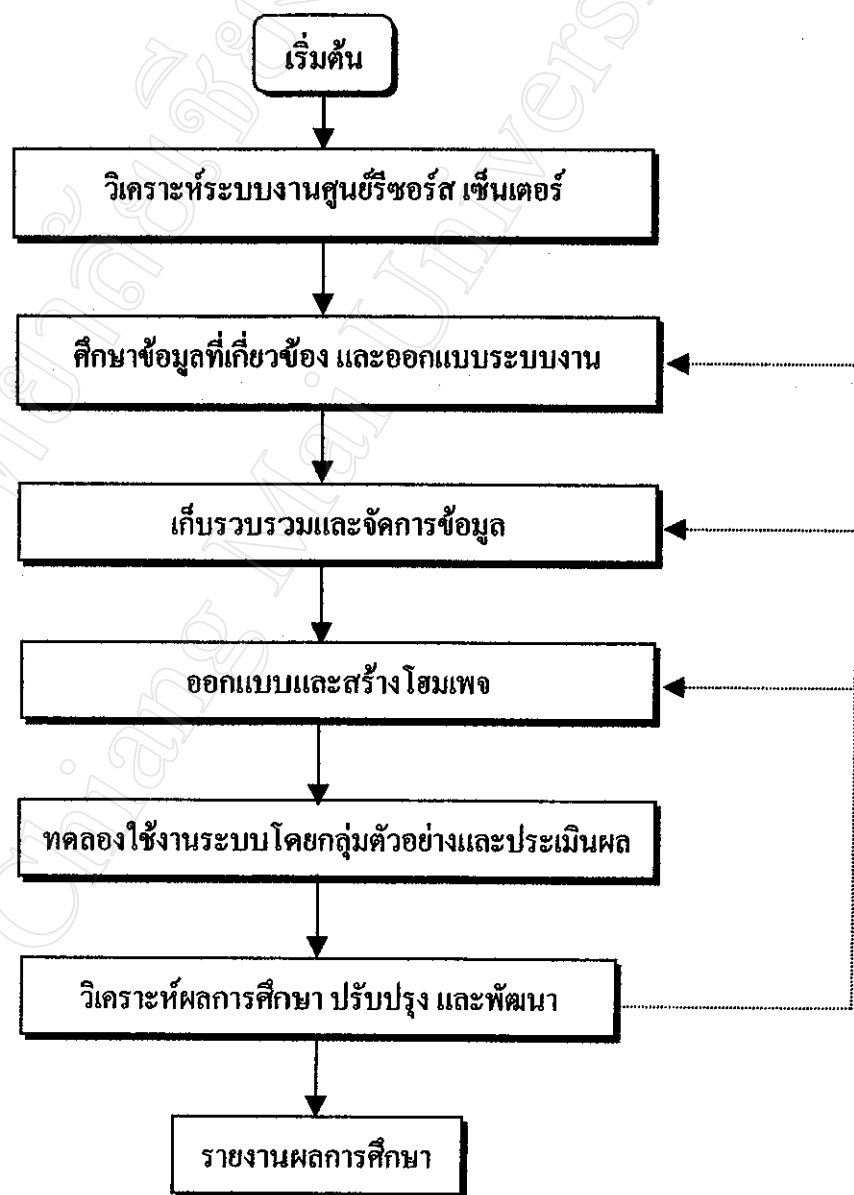 เริ่มต้น
วิเคราะห์ระบบงานศูนย์รีซอร์ส เซ็นเตอร์
ศึกษาข้อมูลที่เกี่ยวข้อง และออกแบบระบบงาน
เก็บรวบรวมและจัดการข้อมูล
ออกแบบและสร้างโฮมเพจ
ทดลองใช้งานระบบโดยกลุ่มตัวอย่างและประเมินผล
วิเคราะห์ผลการศึกษา ปรับปรุง และพัฒนา
รายงานผลการศึกษา
Chiang Mai